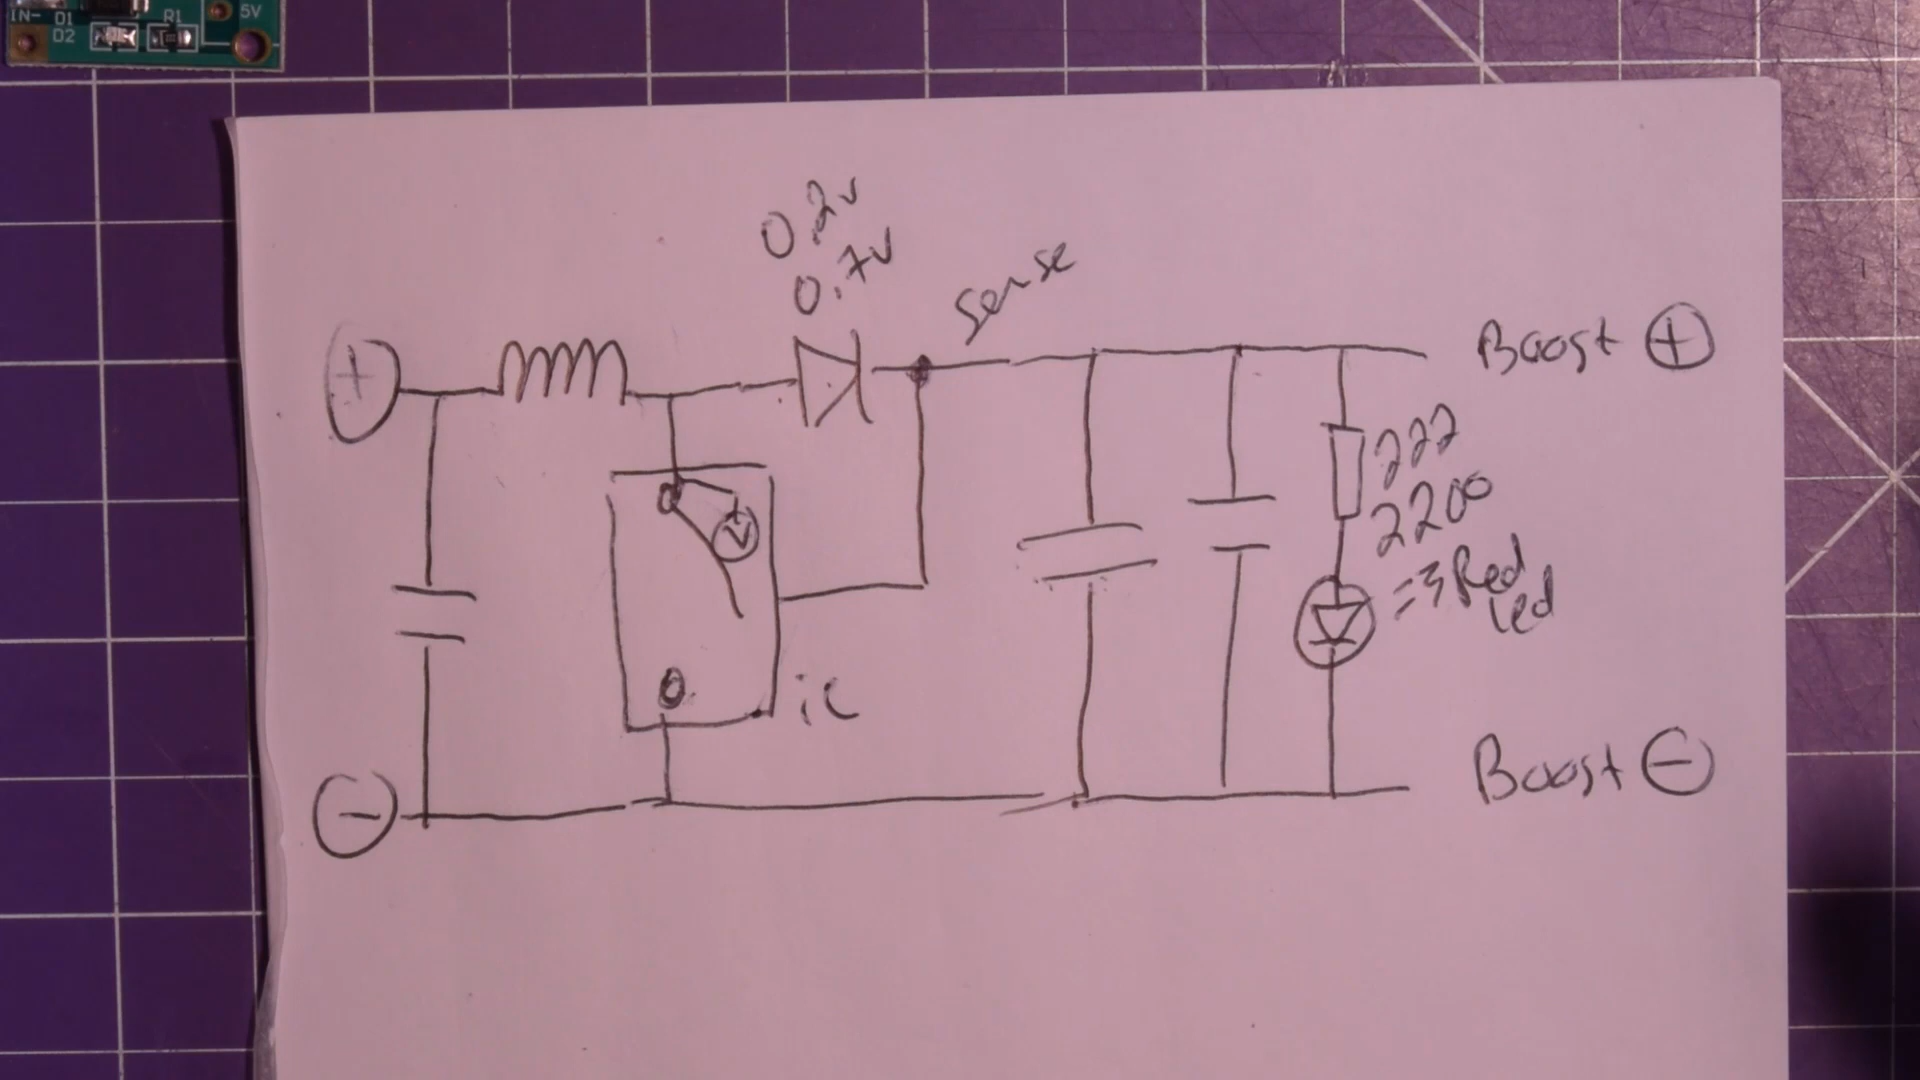 IN- D1 R1 5V
D2
0.2v
0.7v
Sense
+
Boost +
V
222
2200
=3 Red
Led
ic
-
Boost -